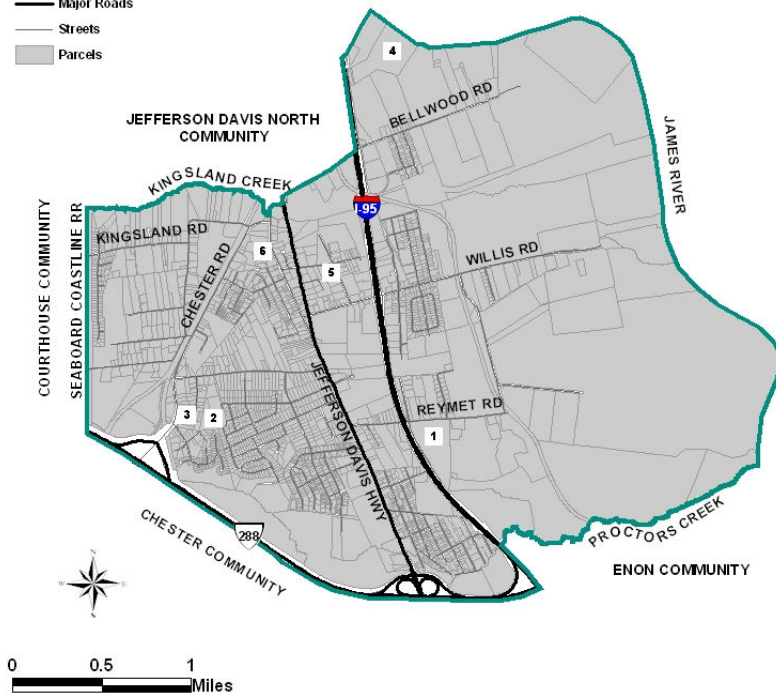 Major Roads
Streets
Parcels
4
BELLWOOD RD
JEFFERSON DAVIS NORTH
COMMUNITY
JAMES RIVER
KINGSLAND CREEK
I-95
COURTHOUSE COMMUNITY
SEABOARD COASTLINE RR
KINGSLAND RD
6
CHESTER RD
WILLIS RD
5
JEFFERSON DAVIS HWY
REYMET RD
3
2
1
288
CHESTER COMMUNITY
PROCTORS CREEK
ENON COMMUNITY
N
W
E
S
0 0.5 1
Miles